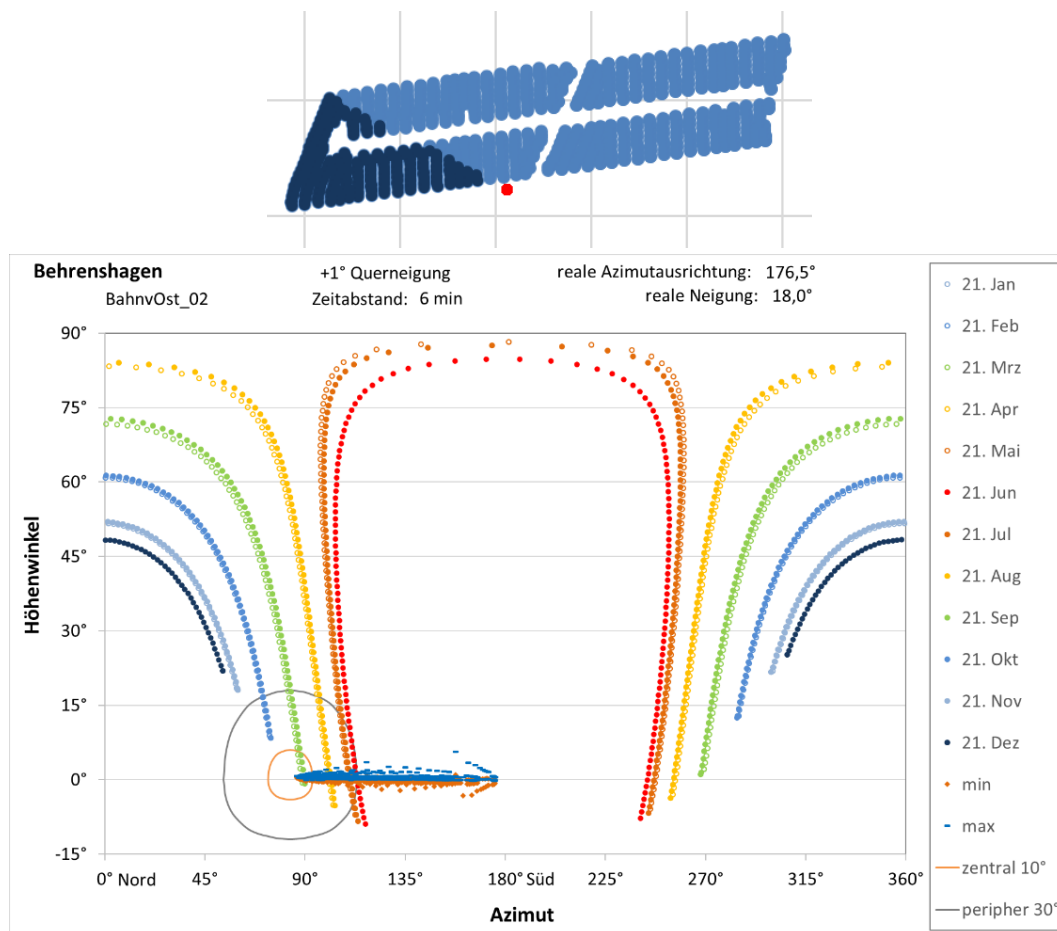 Behrenshagen
+1° Querneigung
reale Azimutausrichtung: 176,5°
BahnvOst_02
Zeitabstand: 6 min
reale Neigung: 18,0°
90°
75°
60°
45°
30°
15°
0°
-15°
Höhenwinkel
0° Nord
45°
90°
135°
180° Süd
225°
270°
315°
360°
Azimut
21. Jan
21. Feb
21. Mrz
21. Apr
21. Mai
21. Jun
21. Jul
21. Aug
21. Sep
21. Okt
21. Nov
21. Dez
min
max
zentral 10°
peripher 30°